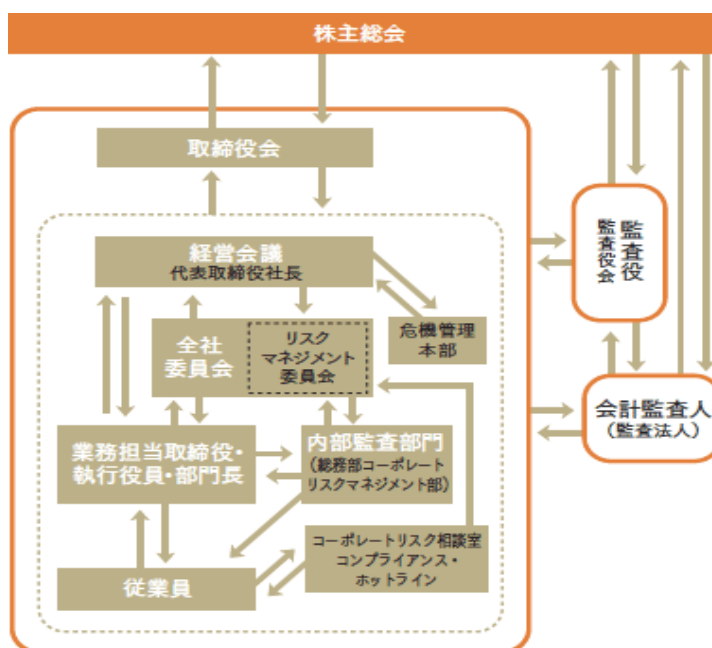 株主総会
取締役会
経営会議
代表取締役社長
全社
委員会
リスク
マネジメント
委員会
危機管理
本部
監査役
監査役会
業務担当取締役・
執行役員・部門長
内部監査部門
（総務部コーポレート
リスクマネジメント部）
会計監査人
（監査法人）
コーポレートリスク相談室
コンプライアンス・
ホットライン
従業員